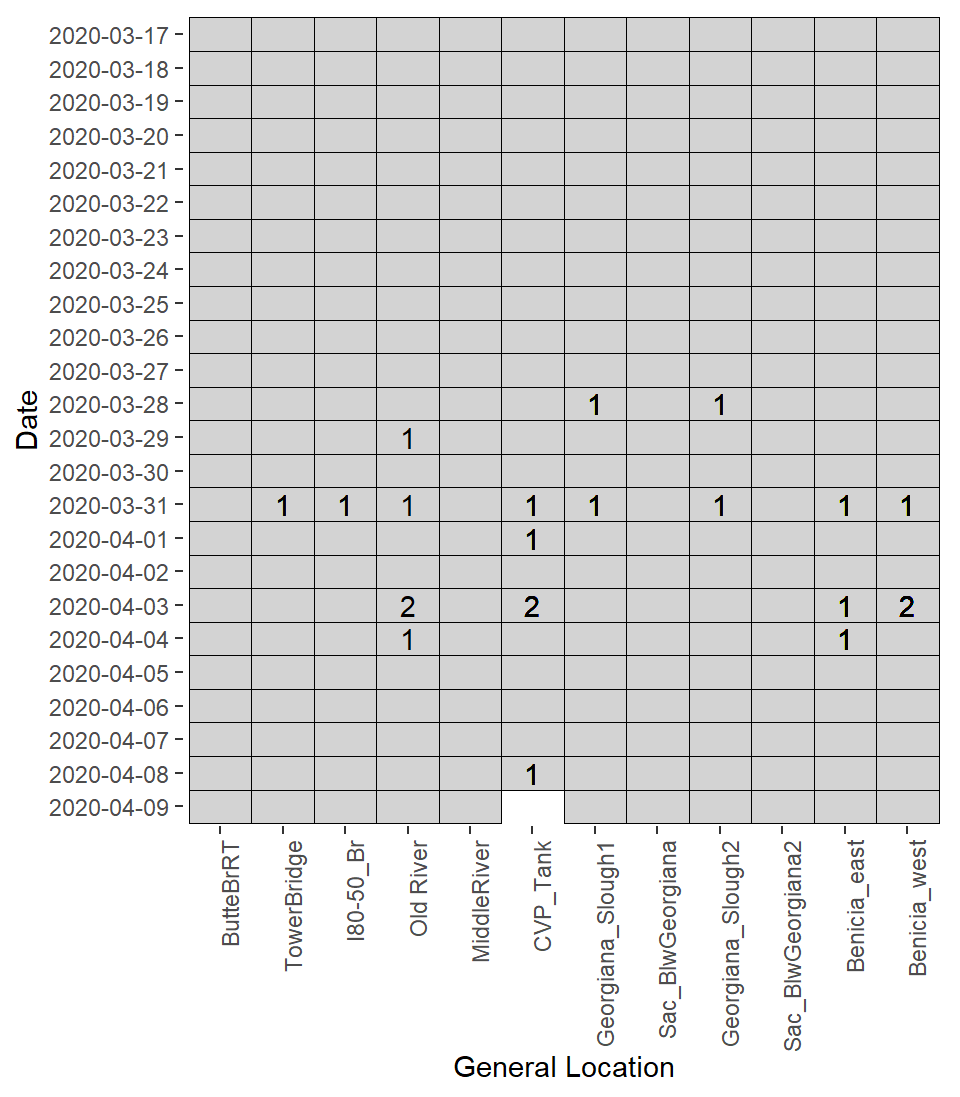 2020-03-17
2020-03-18
2020-03-19
2020-03-20
2020-03-21
2020-03-22
2020-03-23
2020-03-24
2020-03-25
2020-03-26
2020-03-27
2020-03-28 1 1
2020-03-29 1
2020-03-30
2020-03-31 1 1 1 1 1 1 1 1
2020-04-01 1
2020-04-02
2020-04-03 2 2 1 2
2020-04-04 1 1
2020-04-05
2020-04-06
2020-04-07
2020-04-08 1
2020-04-09
Date
ButteBrRT
TowerBridge
I80-50_Br
Old River
MiddleRiver
CVP_Tank
Georgiana_Slough1
Sac_BlwGeorgiana
Georgiana_Slough2
Sac_BlwGeorgiana2
Benicia_east
Benicia_west
General Location